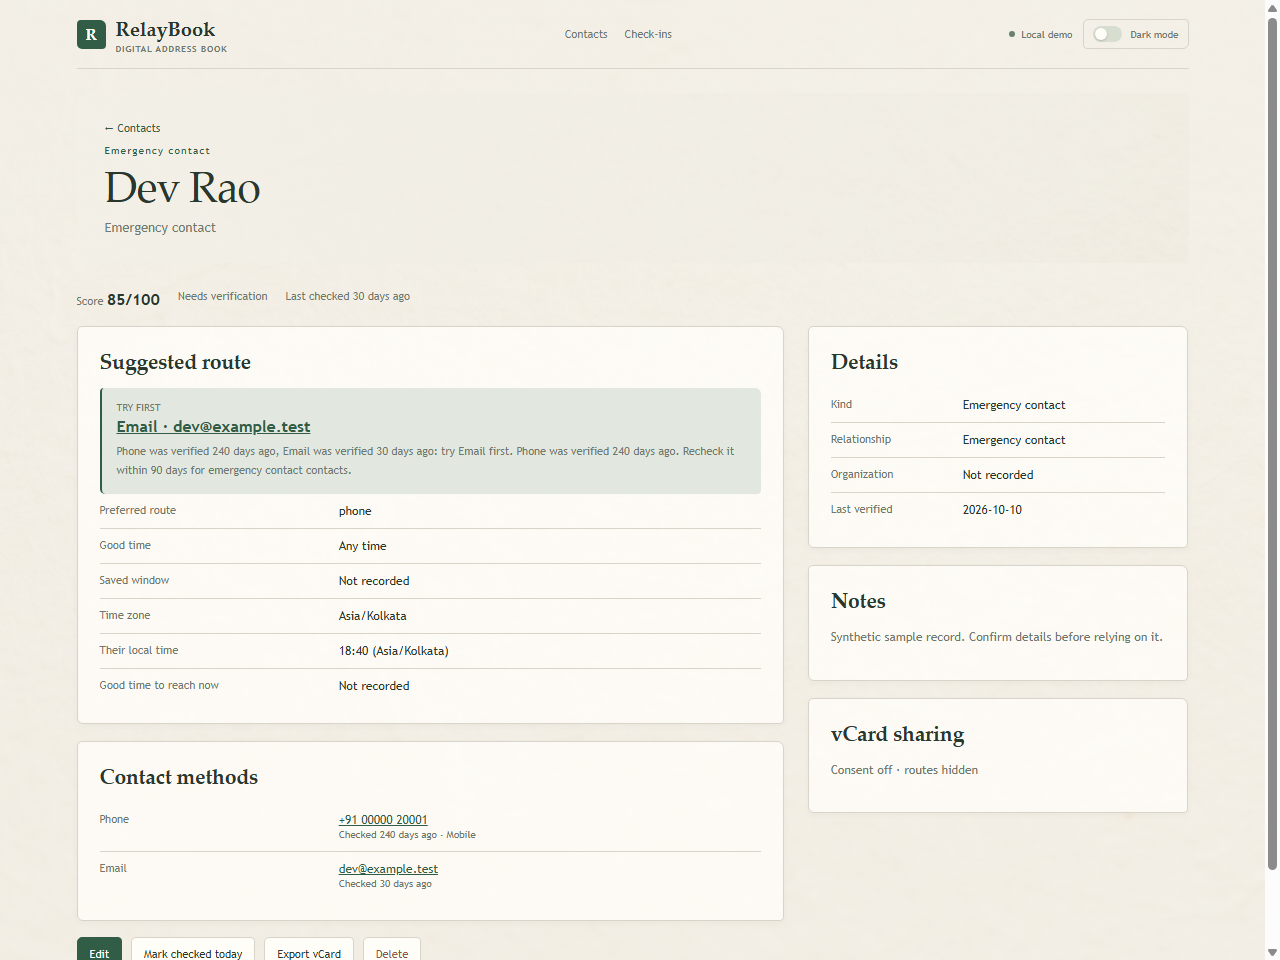 R
RelayBook
DIGITAL ADDRESS BOOK
Contacts
Check-ins
Local demo
Dark mode
← Contacts
Emergency contact
Dev Rao
Emergency contact
Score 85/100
Needs verification
Last checked 30 days ago
Suggested route
TRY FIRST
Email · dev@example.test
Phone was verified 240 days ago, Email was verified 30 days ago: try Email first. Phone was verified 240 days ago. Recheck it
within 90 days for emergency contact contacts.
Preferred route phone
Good time Any time
Saved window Not recorded
Time zone Asia/Kolkata
Their local time 18:40 (Asia/Kolkata)
Good time to reach now Not recorded
Contact methods
Phone +91 00000 20001
Checked 240 days ago · Mobile
Email dev@example.test
Checked 30 days ago
Edit
Mark checked today
Export vCard
Delete
Details
Kind Emergency contact
Relationship Emergency contact
Organization Not recorded
Last verified 2026-10-10
Notes
Synthetic sample record. Confirm details before relying on it.
vCard sharing
Consent off · routes hidden